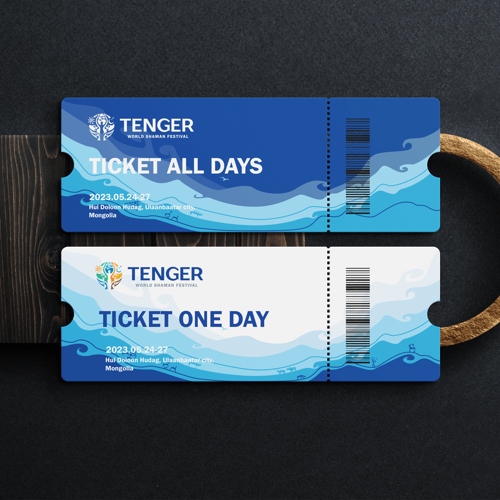 TENGER
WORLD SHAMAN FESTIVAL
TICKET ALL DAYS
2023.05.24-27
Hui Doloon Hudag, Ulaanbaatar city,
Mongolia
TENGER
WORLD SHAMAN FESTIVAL
TICKET ONE DAY
2023.05.24-27
Hui Doloon Hudag, Ulaanbaatar city,
Mongolia